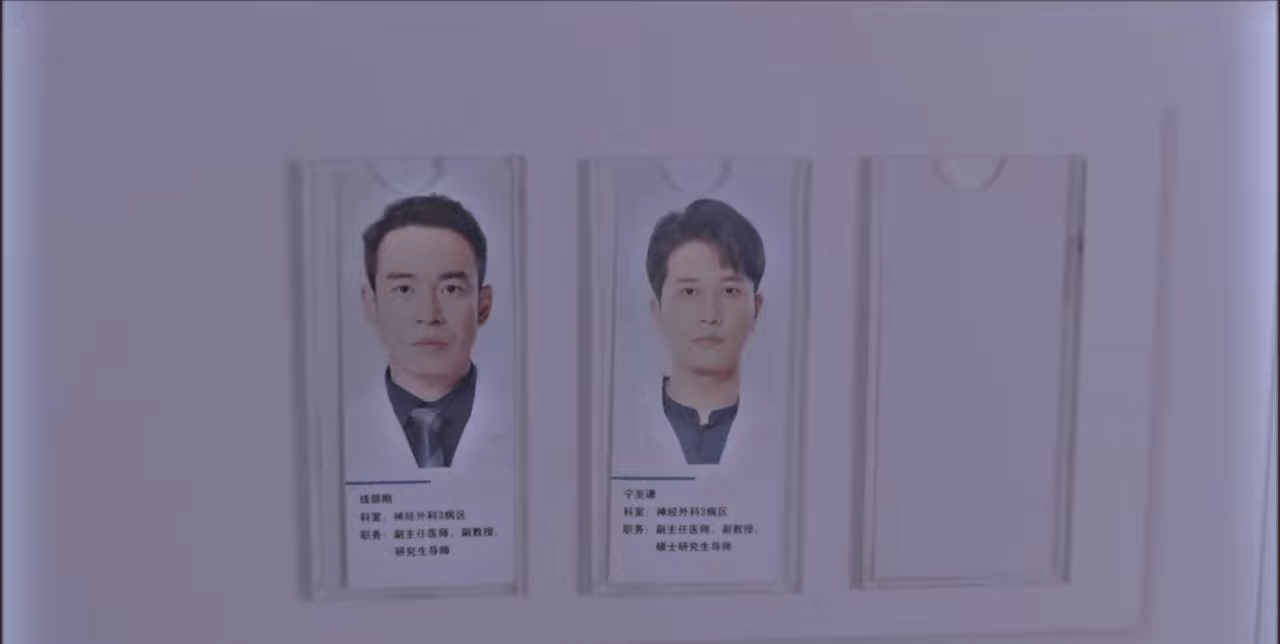 科室：神经外科3病区
职务：副主任医师，副教授，
研究生导师
宁至谦
科室：神经外科3病区
职务：副主任医师，副教授，
硕士研究生导师